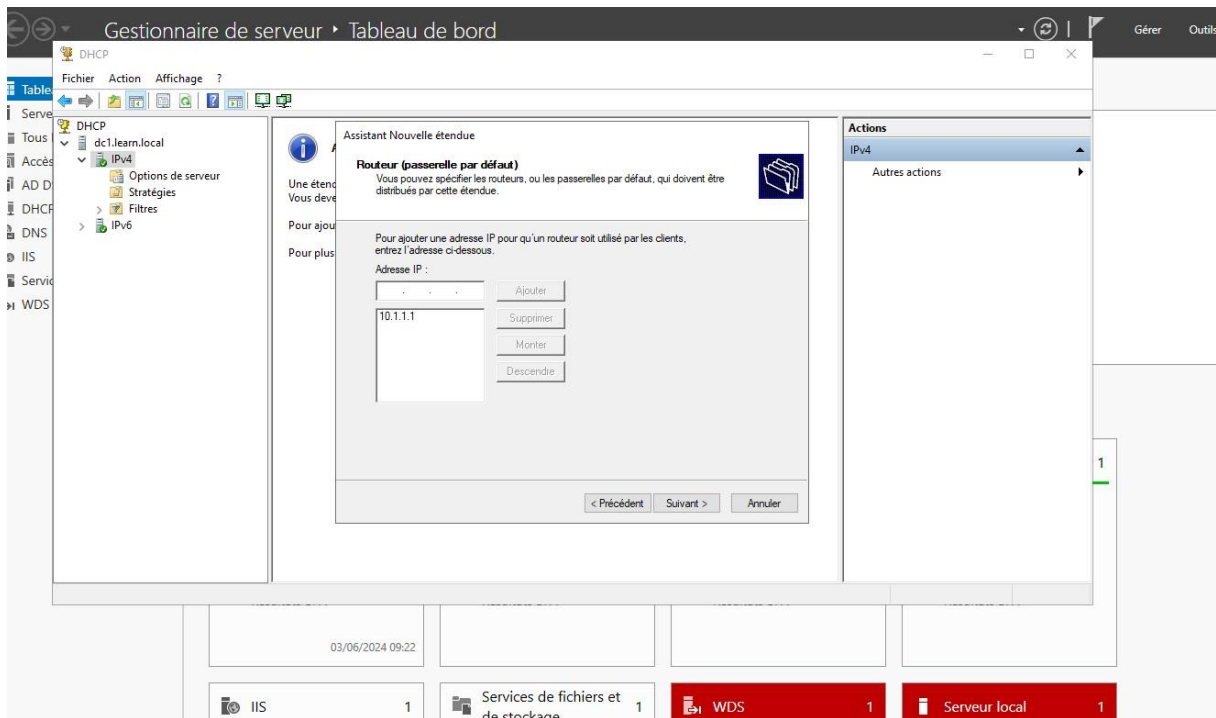 Gestionnaire de serveur ‣ Tableau de bord
Gérer
Outils
DHCP
Fichier Action Affichage ?
Table
Serve
Tous
Accès
AD D
DHCP
DNS
IIS
Servic
WDS
DHCP
dc1.learn.local
IPv4
Options de serveur
Stratégies
Filtres
IPv6
Une étend
Vous deve
Pour ajou
Pour plus
Assistant Nouvelle étendue
Routeur (passerelle par défaut)
Vous pouvez spécifier les routeurs, ou les passerelles par défaut, qui doivent être
distribués par cette étendue.
Pour ajouter une adresse IP pour qu'un routeur soit utilisé par les clients,
entrez l'adresse ci-dessous.
Adresse IP :
Ajouter
10.1.1.1
Supprimer
Monter
Descendre
< Précédent Suivant > Annuler
Actions
IPv4
Autres actions
1
03/06/2024 09:22
IIS 1
Services de fichiers et
de stockage
1
WDS 1
Serveur local 1